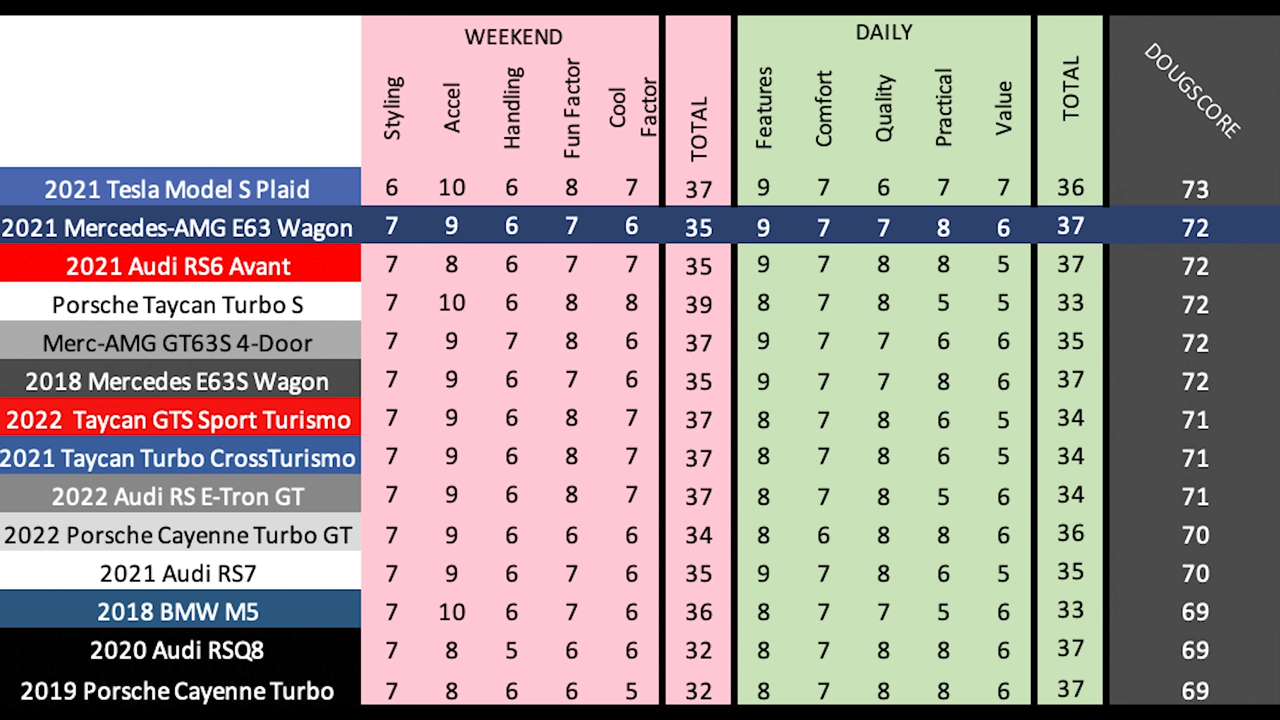 WEEKEND DAILY
Styling Accel Handling Fun Factor Cool Factor TOTAL Features Comfort Quality Practical Value TOTAL DOUGSCORE
2021 Tesla Model S Plaid 6 10 6 8 7 37 9 7 6 7 7 36 73
2021 Mercedes-AMG E63 Wagon 7 9 6 7 6 35 9 7 7 8 6 37 72
2021 Audi RS6 Avant 7 8 6 7 7 35 9 7 8 8 5 37 72
Porsche Taycan Turbo S 7 10 6 8 8 39 8 7 8 5 5 33 72
Merc-AMG GT63S 4-Door 7 9 7 8 6 37 9 7 7 6 6 35 72
2018 Mercedes E63S Wagon 7 9 6 7 6 35 9 7 7 8 6 37 72
2022 Taycan GTS Sport Turismo 7 9 6 8 7 37 8 7 8 6 5 34 71
2021 Taycan Turbo CrossTurismo 7 9 6 8 7 37 8 7 8 6 5 34 71
2022 Audi RS E-Tron GT 7 9 6 8 7 37 8 7 8 5 6 34 71
2022 Porsche Cayenne Turbo GT 7 9 6 6 6 34 8 6 8 8 6 36 70
2021 Audi RS7 7 9 6 7 6 35 9 7 8 6 5 35 70
2018 BMW M5 7 10 6 7 6 36 8 7 7 5 6 33 69
2020 Audi RSQ8 7 8 5 6 6 32 8 7 8 8 6 37 69
2019 Porsche Cayenne Turbo 7 8 6 6 5 32 8 7 8 8 6 37 69